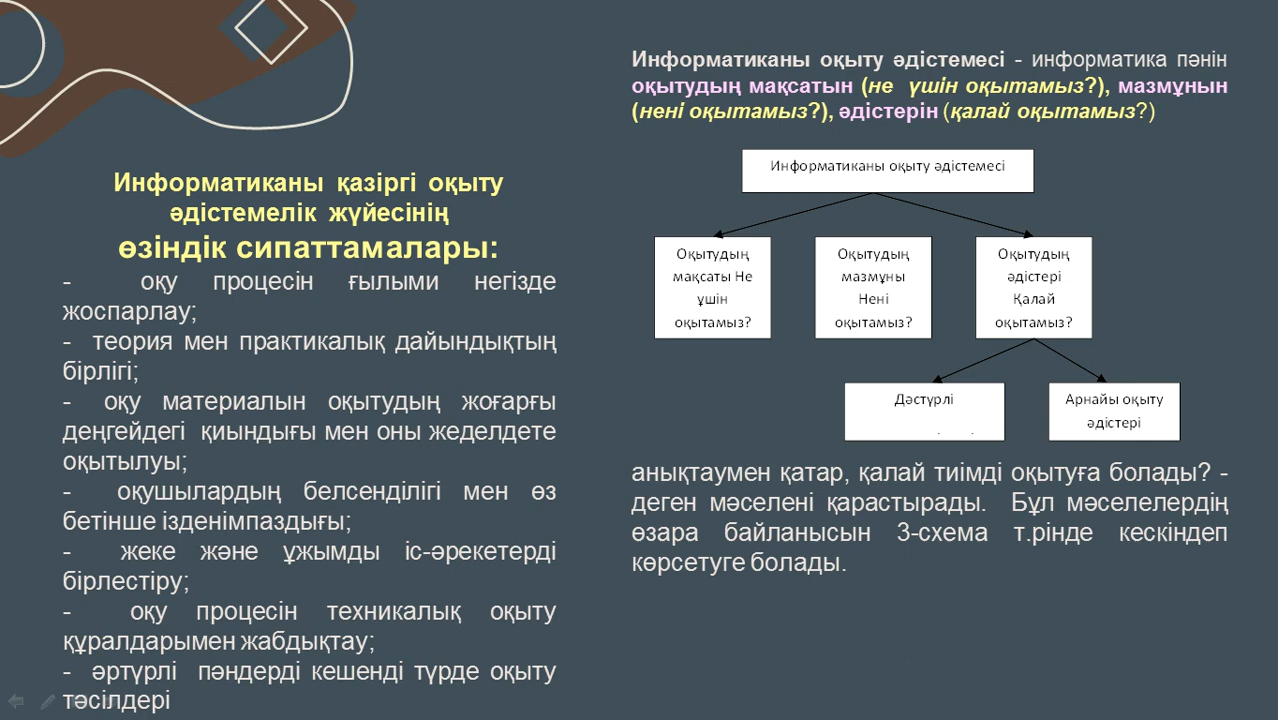 Информатиканы қазіргі оқыту
әдістемелік жүйесінің
өзіндік сипаттамалары:
- оқу процесін ғылыми негізде
жоспарлау;
- теория мен практикалық дайындықтың
бірлігі;
- оқу материалын оқытудың жоғарғы
деңгейдегі қиындығы мен оны жеделдете
оқытылуы;
- оқушылардың белсенділігі мен өз
бетінше ізденімпаздығы;
- жеке және ұжымды іс-әрекетерді
бірлестіру;
- оқу процесін техникалық оқыту
құралдарымен жабдықтау;
- әртүрлі пәндерді кешенді түрде оқыту
тәсілдері
Информатиканы оқыту әдістемесі - информатика пәнін
оқытудың мақсатын (не үшін оқытамыз?), мазмұнын
(нені оқытамыз?), әдістерін (қалай оқытамыз?)
Информатиканы оқыту әдістемесі
Оқытудың
мақсаты Не
ұшін
оқытамыз?
Оқытудың
мазмұны
Нені
оқытамыз?
Оқытудың
әдістері
Қалай
оқытамыз?
Дәстүрлі
Арнайы оқыту
әдістері
анықтаумен қатар, қалай тиімді оқытуға болады? -
деген мәселені қарастырады. Бұл мәселелердің
өзара байланысын 3-схема т.рінде кескіндеп
көрсетуге болады.